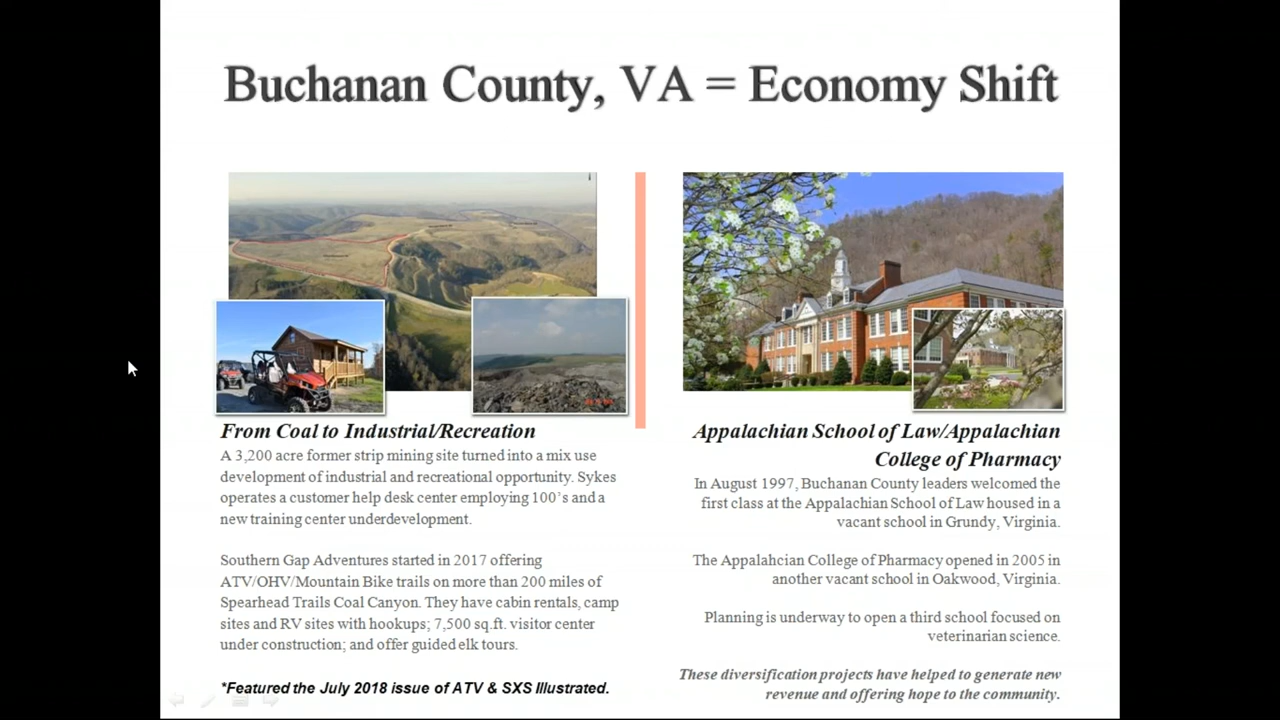 Buchanan County, VA = Economy Shift
From Coal to Industrial/Recreation
A 3,200 acre former strip mining site turned into a mix use
development of industrial and recreational opportunity. Sykes
operates a customer help desk center employing 100's and a
new training center underdevelopment.
Southern Gap Adventures started in 2017 offering
ATV/OHV/Mountain Bike trails on more than 200 miles of
Spearhead Trails Coal Canyon. They have cabin rentals, camp
sites and RV sites with hookups; 7,500 sq.ft. visitor center
under construction; and offer guided elk tours.
*Featured the July 2018 issue of ATV & SXS Illustrated.
Appalachian School of Law/Appalachian
College of Pharmacy
In August 1997, Buchanan County leaders welcomed the
first class at the Appalachian School of Law housed in a
vacant school in Grundy, Virginia.
The Appalahcian College of Pharmacy opened in 2005 in
another vacant school in Oakwood, Virginia.
Planning is underway to open a third school focused on
veterinarian science.
These diversification projects have helped to generate new
revenue and offering hope to the community.